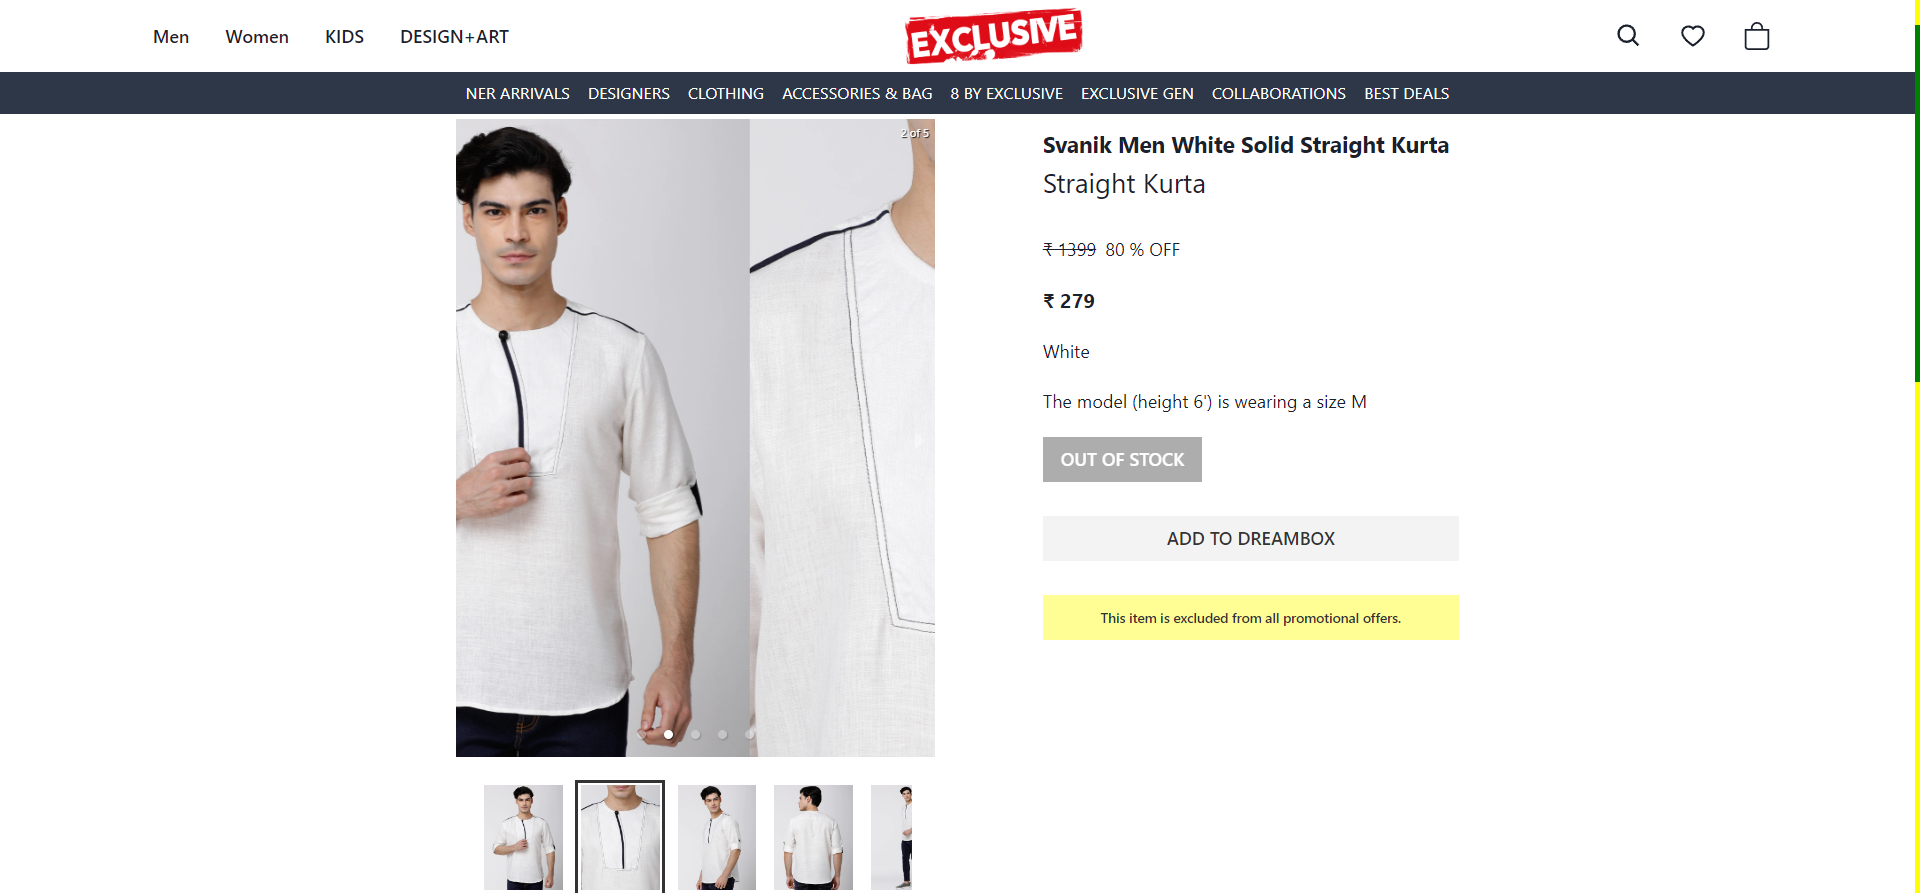 Men Women KIDS DESIGN+ART
EXCLUSIVE
NER ARRIVALS DESIGNERS CLOTHING ACCESSORIES & BAG 8 BY EXCLUSIVE EXCLUSIVE GEN COLLABORATIONS BEST DEALS
2 of 5
Svanik Men White Solid Straight Kurta
Straight Kurta
₹ 1399 80 % OFF
₹ 279
White
The model (height 6') is wearing a size M
OUT OF STOCK
ADD TO DREAMBOX
This item is excluded from all promotional offers.